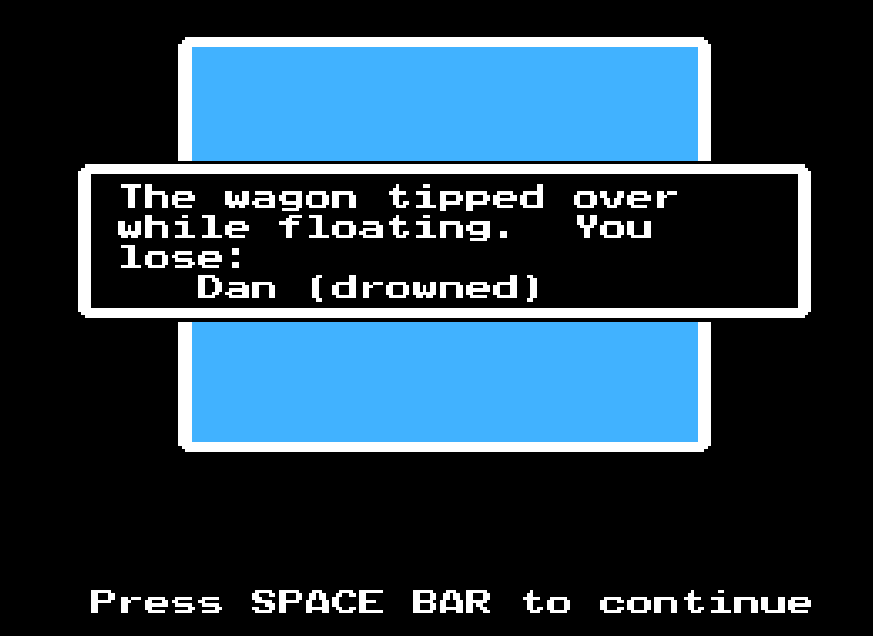 The wagon tipped over
while floating.  You
lose:
Dan (drowned)
Press SPACE BAR to continue